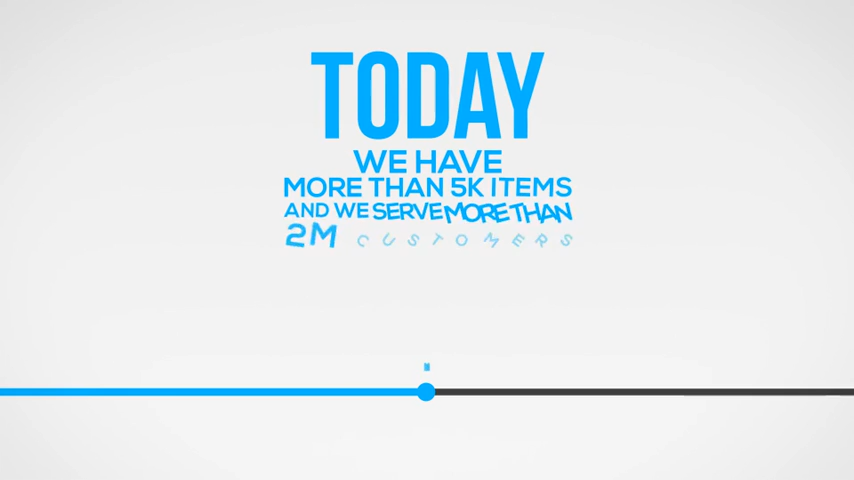 TODAY
WE HAVE
MORE THAN 5K ITEMS
AND WE SERVE MORE THAN
2M CUSTOMERS